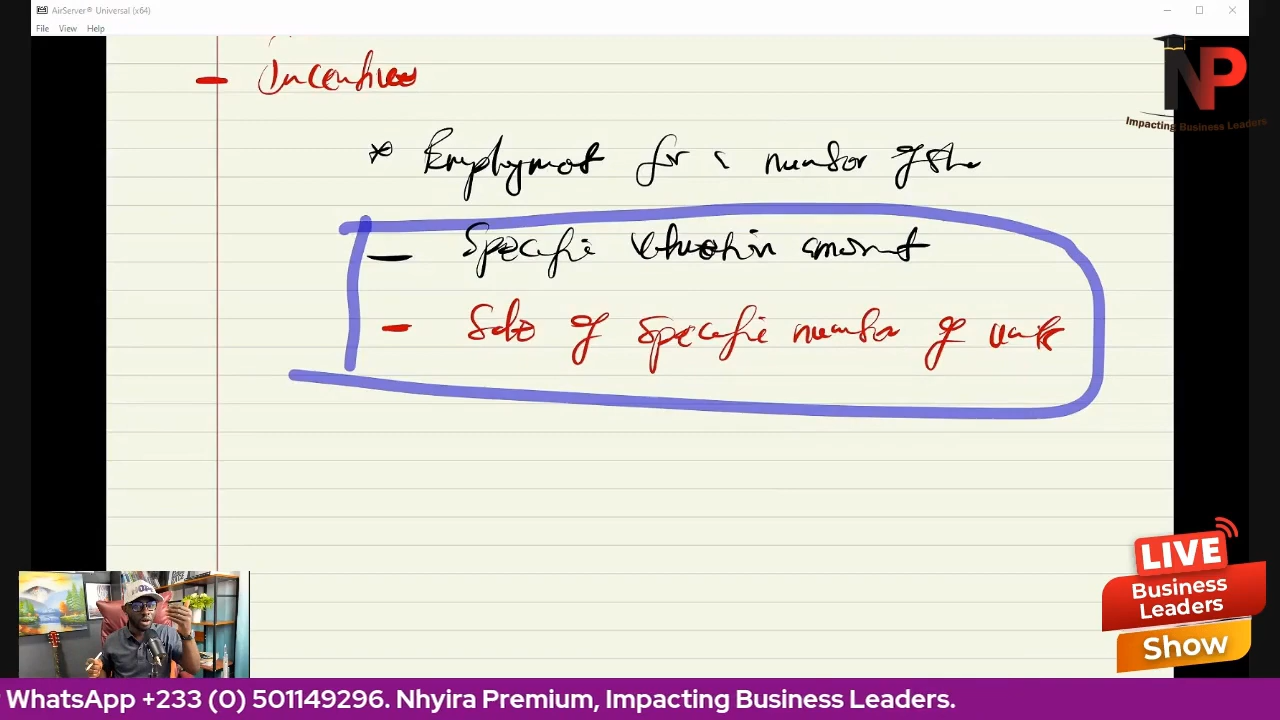 AirServer® Universal (x64)
File View Help
- Incentives
NP
Impacting Business Leaders
* Employment for a number of the
- Specific amount
- Sale of specific number of units
LIVE
Business
Leaders
Show
WhatsApp +233 (0) 501149296. Nhyira Premium, Impacting Business Leaders.